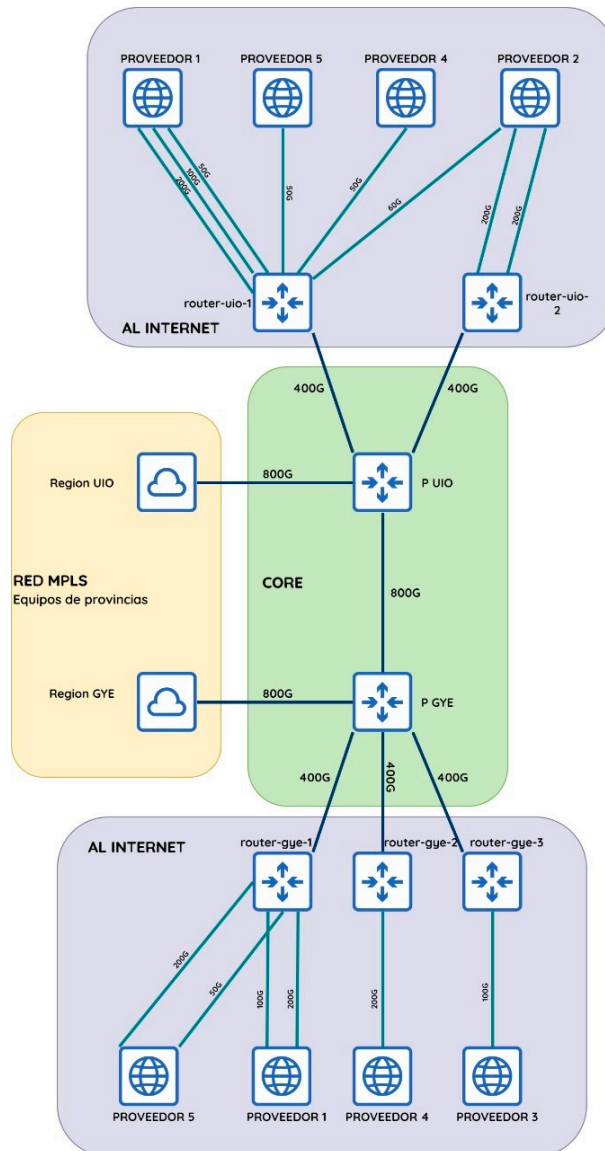 PROVEEDOR 1
PROVEEDOR 5
PROVEEDOR 4
PROVEEDOR 2
50G
100G
200G
50G
50G
60G
200G
200G
router-uio-1
router-uio-
2
AL INTERNET
400G
400G
Region UIO
800G
P UIO
RED MPLS
Equipos de provincias
CORE
800G
Region GYE
800G
P GYE
400G
400G
400G
AL INTERNET
router-gye-1
router-gye-2
router-gye-3
200G
50G
100G
200G
200G
100G
PROVEEDOR 5
PROVEEDOR 1
PROVEEDOR 4
PROVEEDOR 3